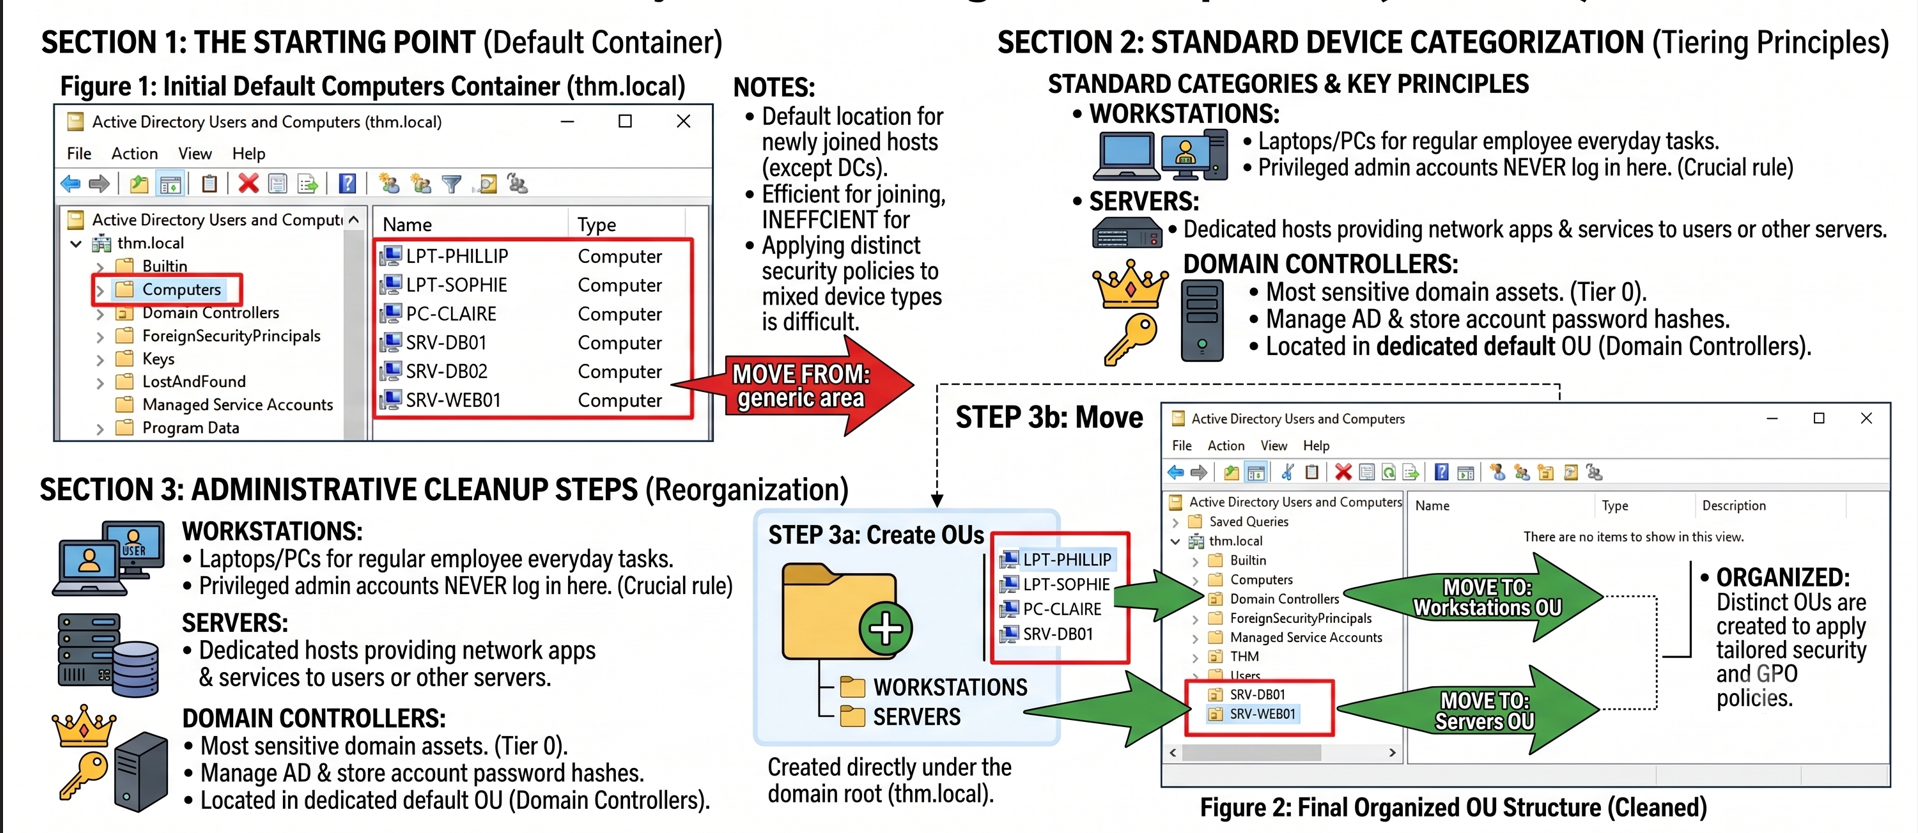 SECTION 1: THE STARTING POINT (Default Container)
Figure 1: Initial Default Computers Container (thm.local)
Active Directory Users and Computers (thm.local)
File Action View Help
Active Directory Users and Comput
thm.local
Builtin
Computers
Domain Controllers
ForeignSecurityPrincipals
Keys
LostAndFound
Managed Service Accounts
Program Data
Name Type
LPT-PHILLIP Computer
LPT-SOPHIE Computer
PC-CLAIRE Computer
SRV-DB01 Computer
SRV-DB02 Computer
SRV-WEB01 Computer
NOTES:
• Default location for
newly joined hosts
(except DCs).
• Efficient for joining,
INEFFCIENT for
• Applying distinct
security policies to
mixed device types
is difficult.
MOVE FROM:
generic area
SECTION 2: STANDARD DEVICE CATEGORIZATION (Tiering Principles)
STANDARD CATEGORIES & KEY PRINCIPLES
• WORKSTATIONS:
• Laptops/PCs for regular employee everyday tasks.
• Privileged admin accounts NEVER log in here. (Crucial rule)
• SERVERS:
• Dedicated hosts providing network apps & services to users or other servers.
DOMAIN CONTROLLERS:
• Most sensitive domain assets. (Tier 0).
• Manage AD & store account password hashes.
• Located in dedicated default OU (Domain Controllers).
SECTION 3: ADMINISTRATIVE CLEANUP STEPS (Reorganization)
USER
WORKSTATIONS:
• Laptops/PCs for regular employee everyday tasks.
• Privileged admin accounts NEVER log in here. (Crucial rule)
SERVERS:
• Dedicated hosts providing network apps
& services to users or other servers.
DOMAIN CONTROLLERS:
• Most sensitive domain assets. (Tier 0).
• Manage AD & store account password hashes.
• Located in dedicated default OU (Domain Controllers).
STEP 3a: Create OUs
WORKSTATIONS
SERVERS
LPT-PHILLIP
LPT-SOPHIE
PC-CLAIRE
SRV-DB01
Created directly under the
domain root (thm.local).
STEP 3b: Move
Active Directory Users and Computers
File Action View Help
Active Directory Users and Computers
Saved Queries
thm.local
Builtin
Computers
Domain Controllers
ForeignSecurityPrincipals
Managed Service Accounts
THM
Users
SRV-DB01
SRV-WEB01
Name Type Description
There are no items to show in this view.
MOVE TO:
Workstations OU
MOVE TO:
Servers OU
• ORGANIZED:
Distinct OUs are
created to apply
tailored security
and GPO
policies.
Figure 2: Final Organized OU Structure (Cleaned)